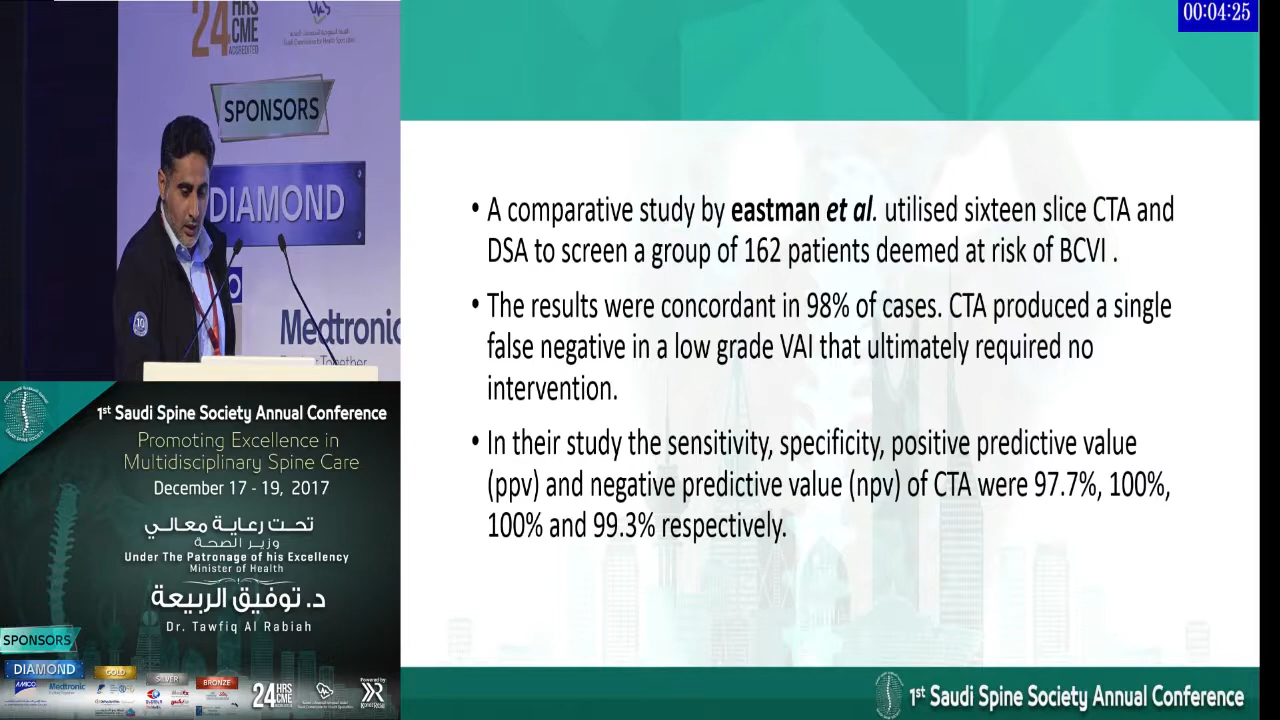 00:04:25
24 HRS
CME
ACCREDITED
SPONSORS
DIAMOND
Medtronic
Together
1st Saudi Spine Society Annual Conference
Promoting Excellence in
Multidisciplinary Spine Care
December 17 - 19, 2017
تحت رعاية معالي
وزير الصحة
Under The Patronage of his Excellency
Minister of Health
د. توفيق الربيعة
Dr. Tawfiq Al Rabiah
SPONSORS
DIAMOND
GOLD
SILVER
BRONZE
AMICO
Medtronic
24 HRS
CME
ACCREDITED
Powered by
• A comparative study by eastman et al. utilised sixteen slice CTA and
DSA to screen a group of 162 patients deemed at risk of BCVI .
• The results were concordant in 98% of cases. CTA produced a single
false negative in a low grade VAI that ultimately required no
intervention.
• In their study the sensitivity, specificity, positive predictive value
(ppv) and negative predictive value (npv) of CTA were 97.7%, 100%,
100% and 99.3% respectively.
1st Saudi Spine Society Annual Conference